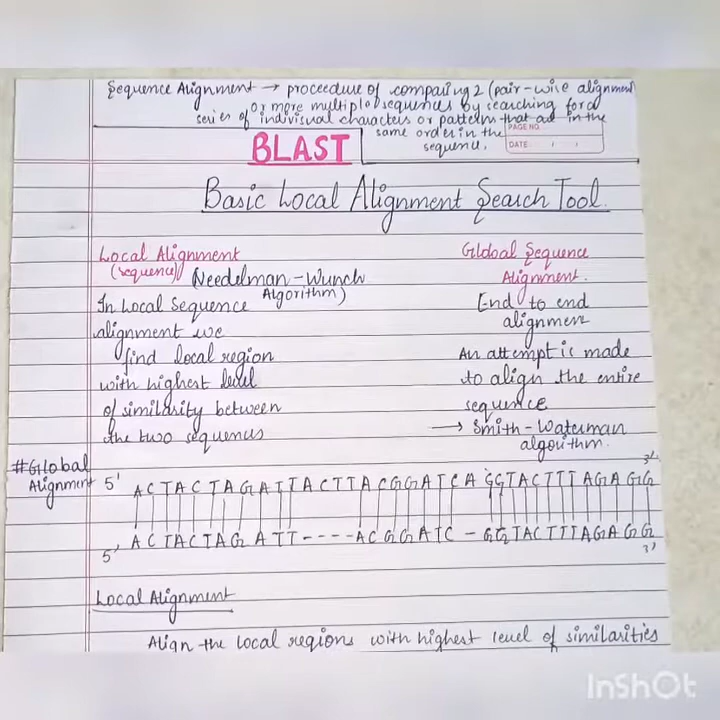 Sequence Alignment → proceedure of comparing 2 (pair-wise alignment)
or more multiple sequences by searching for a
series of indivisual characters or patterns that are in the
same order in the
sequence.
PAGE NO.
DATE: / /
BLAST
Basic Local Alignment Search Tool
Local Alignment
(sequence)
Needelman-Wunch
Algorithm)
In Local Sequence
alignment we
find local region
with highest level
of similarity between
the two sequences
Global Sequence
Alignment.
End to end
alignment
An attempt is made
to align the entire
sequence
→ Smith-Waterman
algorithm.
#Global
Alignment
5' ACTACTAGATTACTTACGGATCAGGTACTTTAGAGG 3'
5' ACTACTAGATT----ACGGATC-GGTACTTTAGAGG 3'
Local Alignment
Align the local regions with highest level of similarities
InShOt